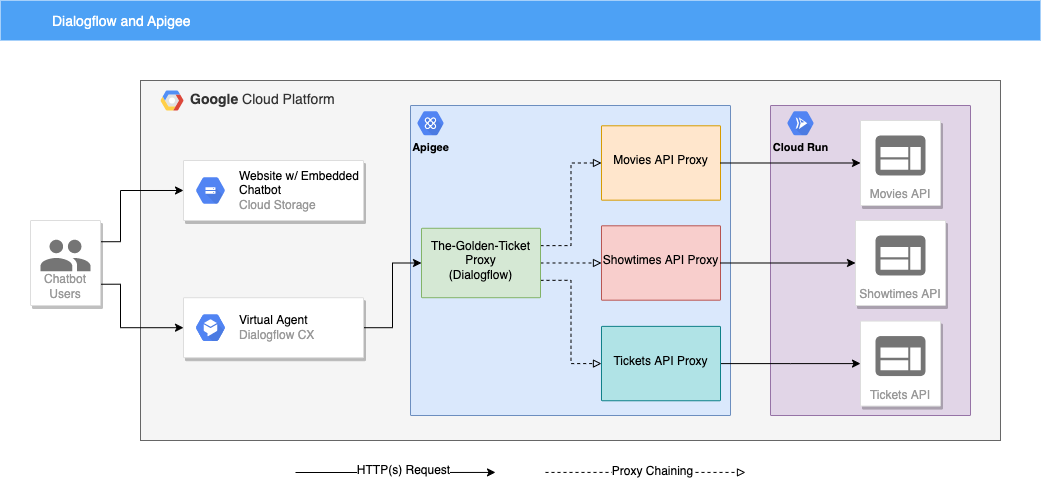 Dialogflow and Apigee
Google Cloud Platform
Apigee
Cloud Run
Movies API Proxy
Movies API
Website w/ Embedded
Chatbot
Cloud Storage
Chatbot
Users
The-Golden-Ticket
Proxy
(Dialogflow)
Showtimes API Proxy
Showtimes API
Virtual Agent
Dialogflow CX
Tickets API Proxy
Tickets API
HTTP(s) Request
Proxy Chaining